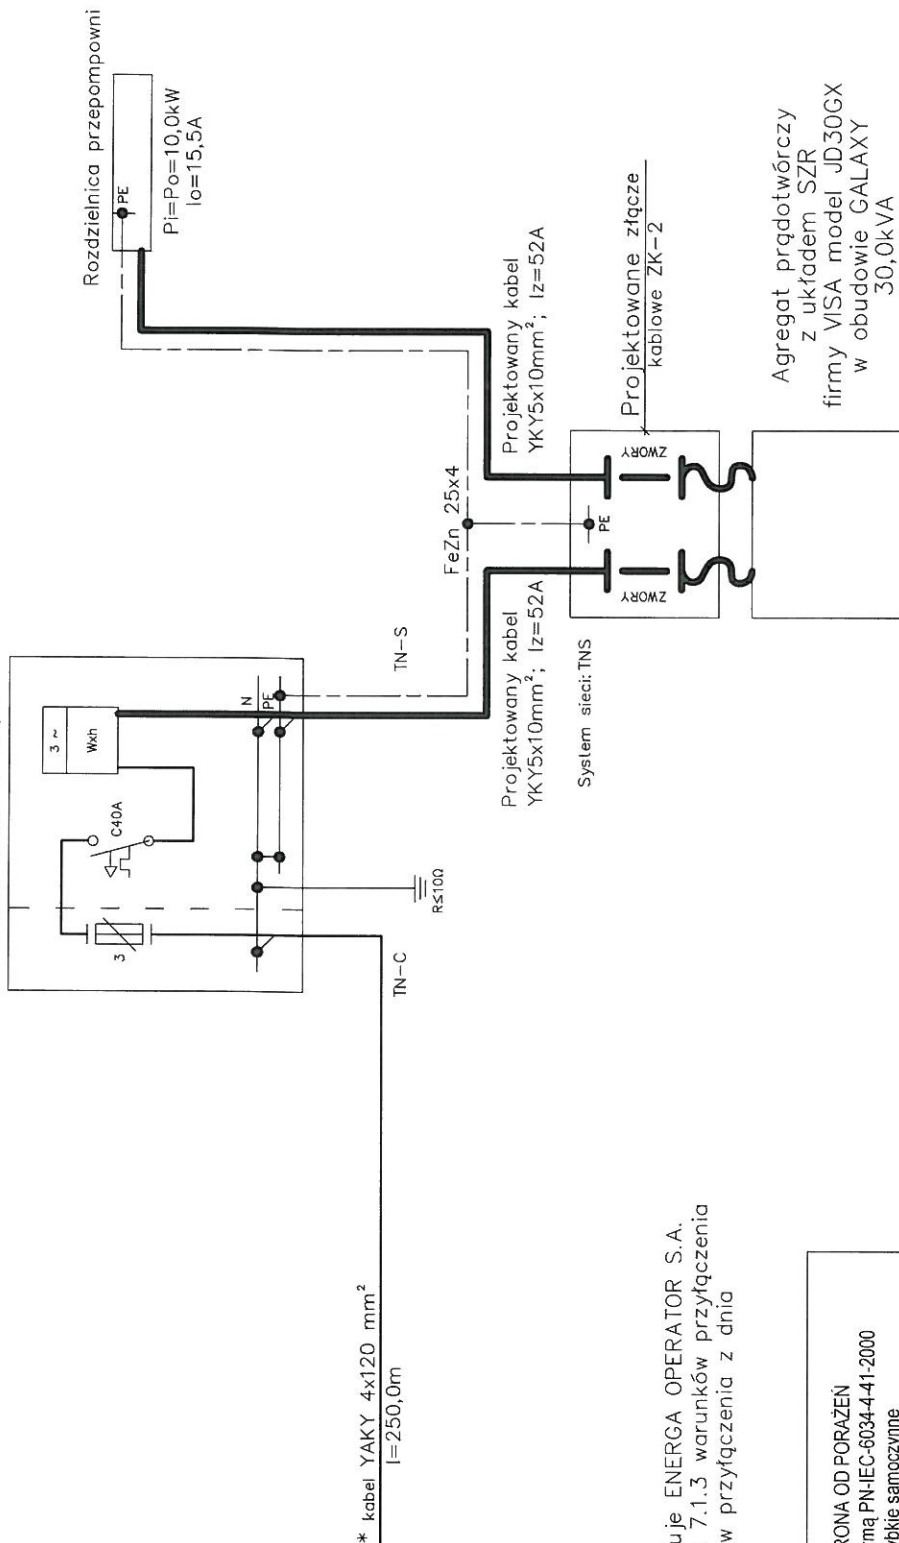 Rozdzielnica przepompowni
PE
Pi=Po=10,0kW
Io=15,5A
Projektowany kabel
YKY5x10mm²; Iz=52A
Projektowane złącze
kablowe ZK-2
Agregat prądotwórczy
z układem SZR
firmy VISA model JD30GX
w obudowie GALAXY
30,0kVA
FeZn 25x4
ZWORY
PE
ZWORY
3 ~
Wxh
C40A
3
N
PE
TN-S
R≤10Ω
TN-C
Projektowany kabel
YKY5x10mm²; Iz=52A
System sieci: TNS
* kabel YAKY 4x120 mm²
l=250,0m
uje ENERGA OPERATOR S.A.
7.1.3 warunków przyłączenia
w przyłączenia z dnia
RONA OD PORAŻEŃ
rmą PN-IEC-6034-4-41-2000
ybkie samoczynne